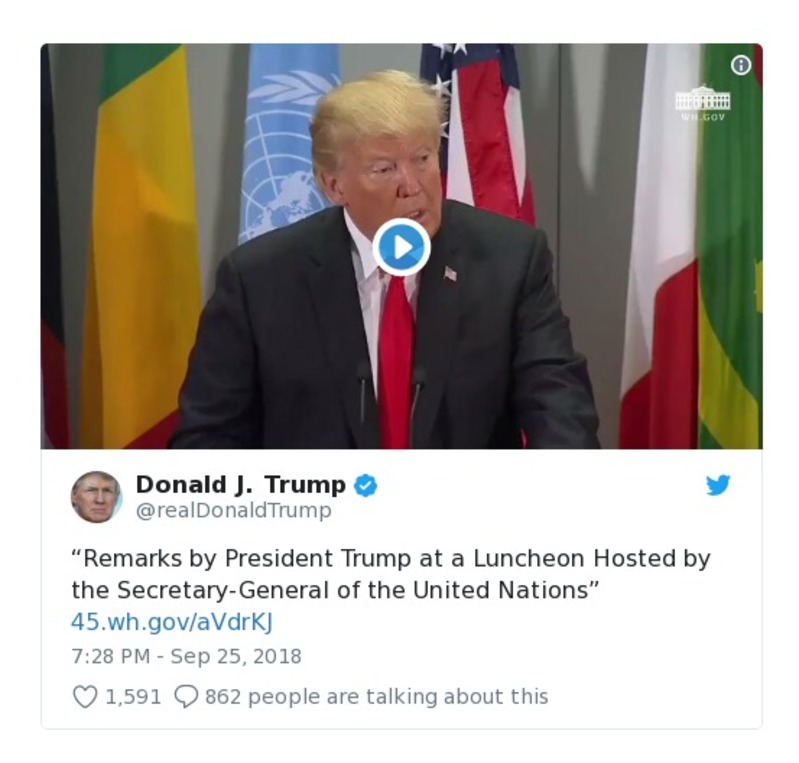 WH.GOV
Donald J. Trump
@realDonaldTrump
“Remarks by President Trump at a Luncheon Hosted by
the Secretary-General of the United Nations”
45.wh.gov/aVdrKJ
7:28 PM - Sep 25, 2018
1,591 862 people are talking about this